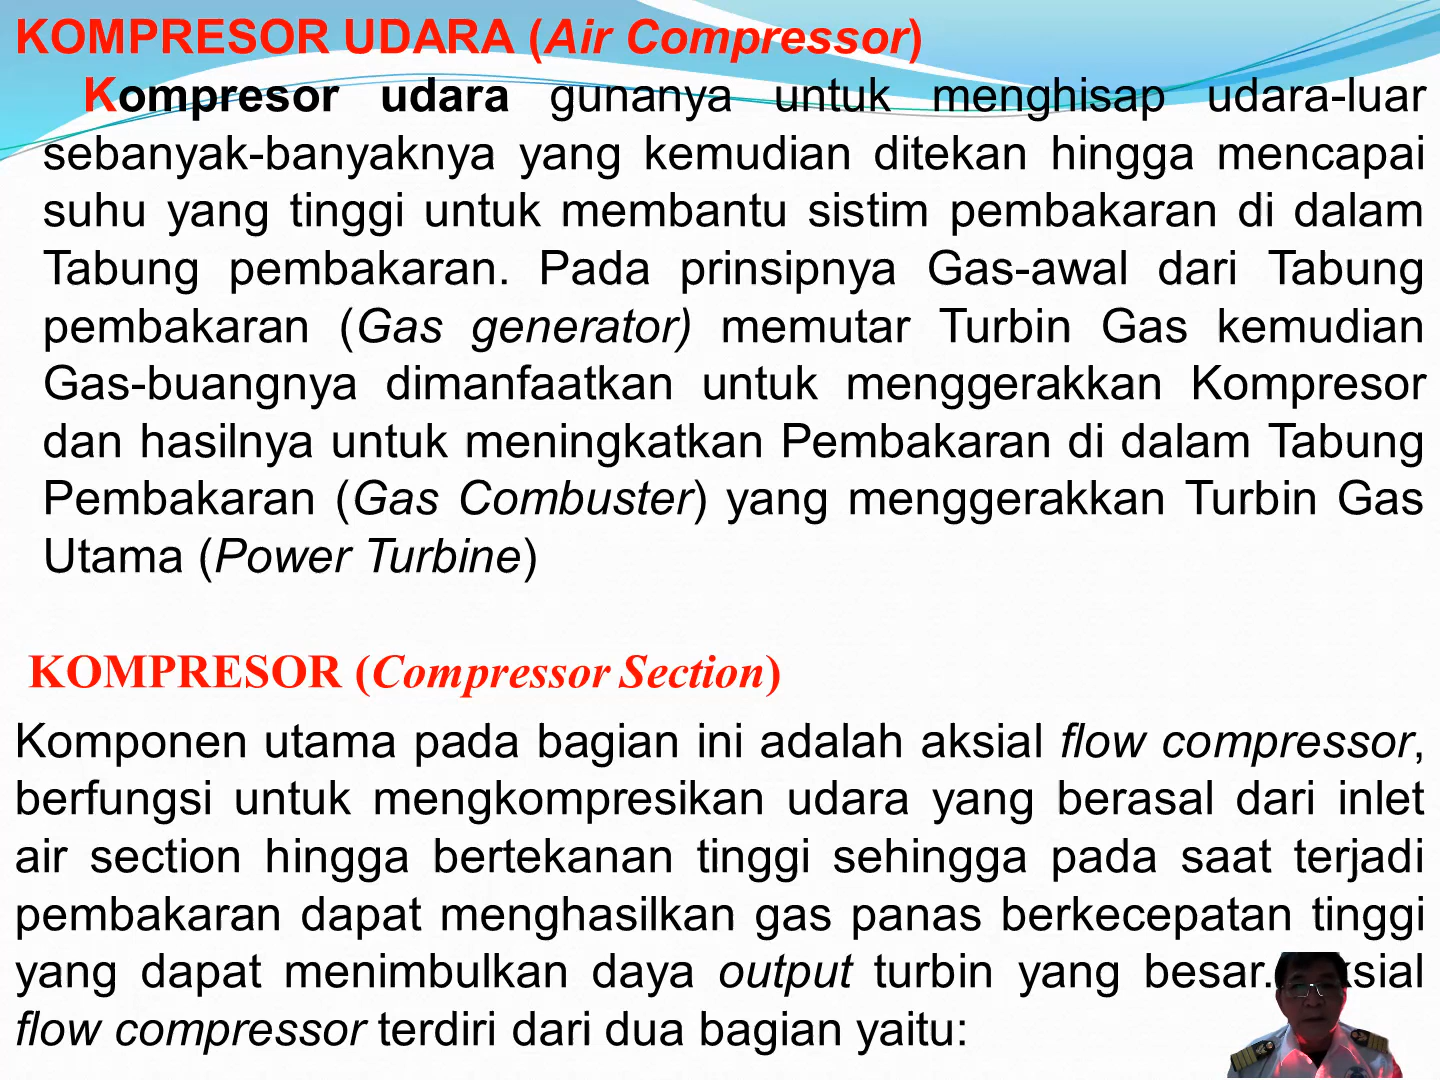 KOMPRESOR UDARA (Air Compressor)
Kompresor udara gunanya untuk menghisap udara-luar
sebanyak-banyaknya yang kemudian ditekan hingga mencapai
suhu yang tinggi untuk membantu sistim pembakaran di dalam
Tabung pembakaran. Pada prinsipnya Gas-awal dari Tabung
pembakaran (Gas generator) memutar Turbin Gas kemudian
Gas-buangnya dimanfaatkan untuk menggerakkan Kompresor
dan hasilnya untuk meningkatkan Pembakaran di dalam Tabung
Pembakaran (Gas Combuster) yang menggerakkan Turbin Gas
Utama (Power Turbine)
KOMPRESOR (Compressor Section)
Komponen utama pada bagian ini adalah aksial flow compressor,
berfungsi untuk mengkompresikan udara yang berasal dari inlet
air section hingga bertekanan tinggi sehingga pada saat terjadi
pembakaran dapat menghasilkan gas panas berkecepatan tinggi
yang dapat menimbulkan daya output turbin yang besar.
flow compressor terdiri dari dua bagian yaitu: